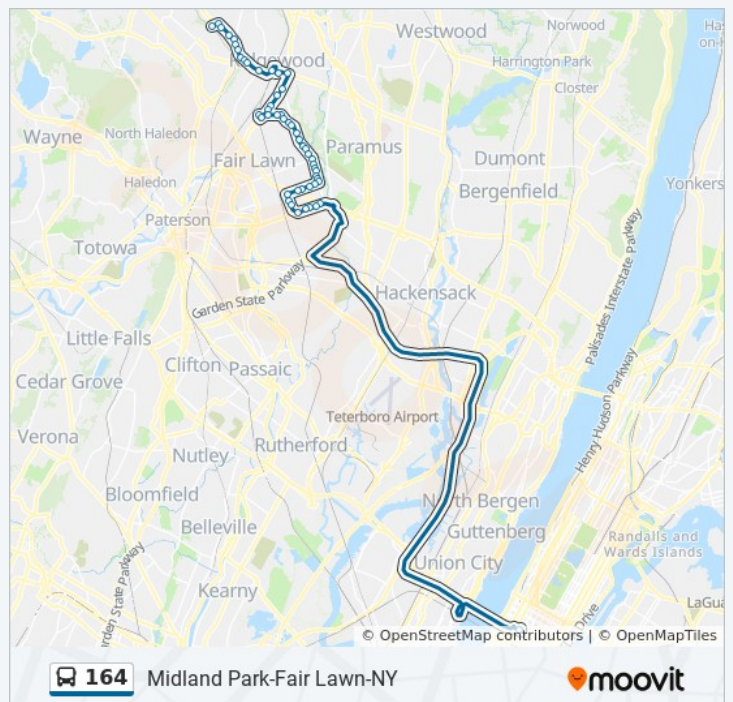 Westwood
Norwood
Ridgewood
Harrington Park
Closter
Wayne
North Haledon
Paramus
Fair Lawn
Dumont
Haledon
Bergenfield
Yonkers
Paterson
Totowa
Palisades Interstate Parkway
Garden State Parkway
Hackensack
Little Falls
Clifton
Passaic
Cedar Grove
Henry Hudson Parkway
Teterboro Airport
Verona
Rutherford
Nutley
Bloomfield
North Bergen
Belleville
Guttenberg
Randalls and
Wards Islands
Union City
Kearny
rden State Parkway
LaGua
Drive
© OpenStreetMap contributors | © OpenMapTiles
164 Midland Park-Fair Lawn-NY
moovit